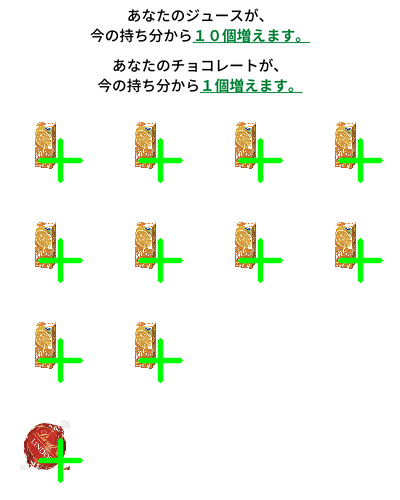 あなたのジュースが、
今の持ち分から１０個増えます。
あなたのチョコレートが、
今の持ち分から１個増えます。